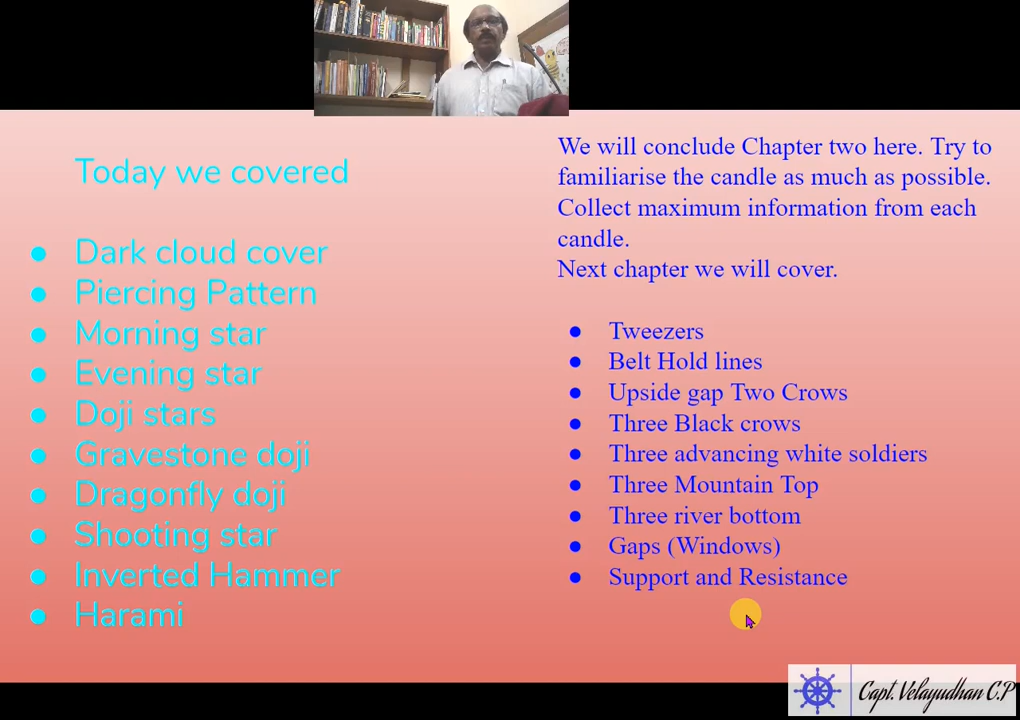 Today we covered
● Dark cloud cover
● Piercing Pattern
● Morning star
● Evening star
● Doji stars
● Gravestone doji
● Dragonfly doji
● Shooting star
● Inverted Hammer
● Harami
We will conclude Chapter two here. Try to
familiarise the candle as much as possible.
Collect maximum information from each
candle.
Next chapter we will cover.
● Tweezers
● Belt Hold lines
● Upside gap Two Crows
● Three Black crows
● Three advancing white soldiers
● Three Mountain Top
● Three river bottom
● Gaps (Windows)
● Support and Resistance
Capt. Velayudhan C.P